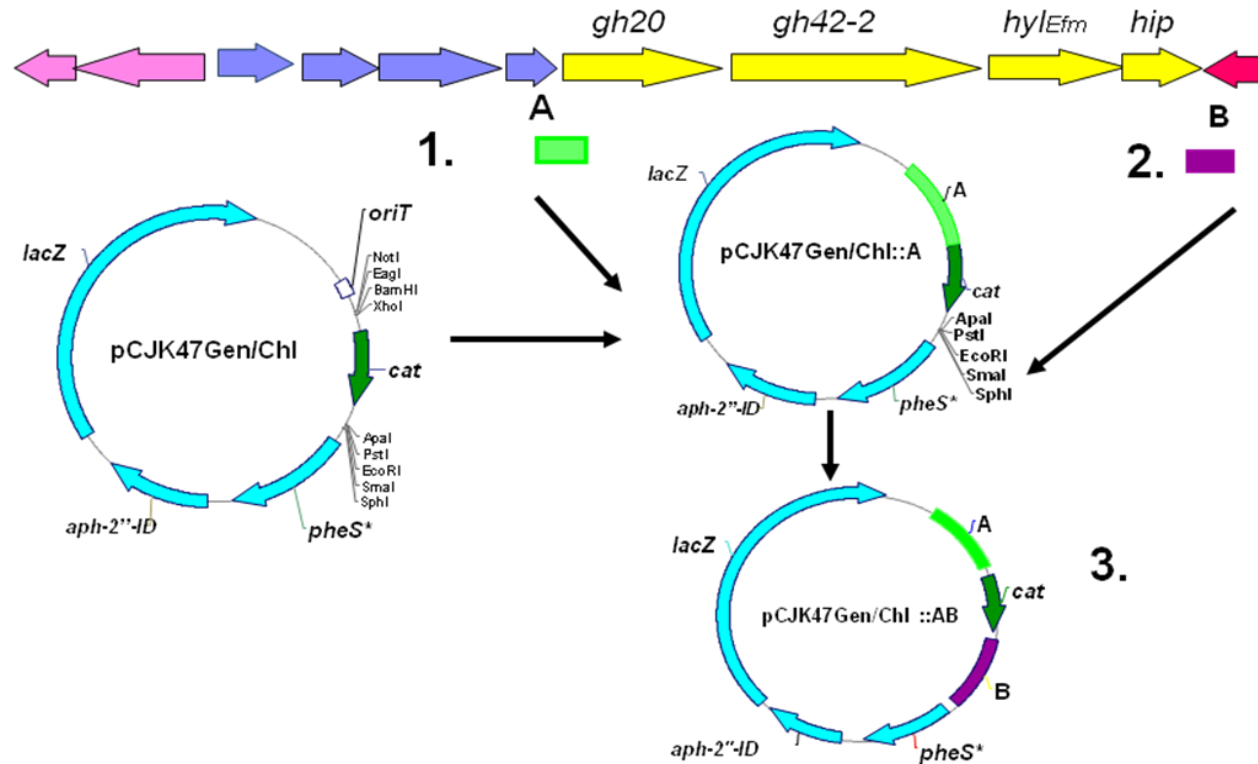 gh20 gh42-2 hylEfm hip
A
B
1.
2.
oriT
NotI
EagI
BamHI
XhoI
lacZ
pCJK47Gen/Chl
cat
ApaI
PstI
EcoRI
SmaI
SphI
pheS*
aph-2’’-ID
lacZ
A
pCJK47Gen/Chl::A
cat
ApaI
PstI
EcoRI
SmaI
SphI
aph-2’’-ID
pheS*
3.
lacZ
A
cat
pCJK47Gen/Chl ::AB
B
aph-2"-ID
pheS*